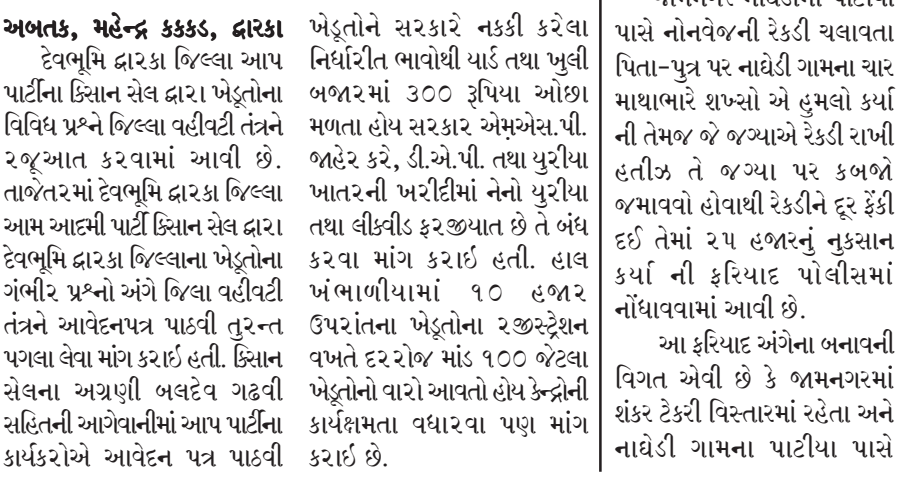 અબતક, મહેન્દ્ર કક્કડ, દ્વારકા
દેવભૂમિ દ્વારકા જિલ્લા આપ
પાર્ટીના કિસાન સેલ દ્વારા ખેડૂતોના
વિવિધ પ્રશ્ને જિલ્લા વહીવટી તંત્રને
રજૂઆત કરવામાં આવી છે.
તાજેતરમાં દેવભૂમિ દ્વારકા જિલ્લા
આમ આદમી પાર્ટી કિસાન સેલ દ્વારા
દેવભૂમિ દ્વારકા જિલ્લાના ખેડૂતોના
ગંભીર પ્રશ્નો અંગે જિલા વહીવટી
તંત્રને આવેદનપત્ર પાઠવી તુરન્ત
પગલા લેવા માંગ કરાઇ હતી. કિસાન
સેલના અગ્રણી બલદેવ ગઢવી
સહિતની આગેવાનીમાં આપ પાર્ટીના
કાર્યકરોએ આવેદન પત્ર પાઠવી
ખેડૂતોને સરકારે નક્કી કરેલા
નિર્ધારીત ભાવોથી યાર્ડ તથા ખુલી
બજારમાં ૩૦૦ રૂપિયા ઓછા
મળતા હોય સરકાર એમ.એસ.પી.
જાહેર કરે, ડી.એ.પી. તથા યુરીયા
ખાતરની ખરીદીમાં નેનો યુરીયા
તથા લીક્વીડ ફરજીયાત છે તે બંધ
કરવા માંગ કરાઇ હતી. હાલ
ખંભાળીયામાં ૧૦ હજાર
ઉપરાંતના ખેડૂતોના રજીસ્ટ્રેશન
વખતે દરરોજ માંડ ૧૦૦ જેટલા
ખેડૂતોનો વારો આવતો હોય કેન્દ્રોની
કાર્યક્ષમતા વધારવા પણ માંગ
કરાઇ છે.
પાસે નોનવેજની રેકડી ચલાવતા
પિતા-પુત્ર પર નાઘેડી ગામના ચાર
માથાભારે શખ્સો એ હુમલો કર્યા
ની તેમજ જે જગ્યાએ રેકડી રાખી
હતીઝ તે જગ્યા પર કબજો
જમાવવો હોવાથી રેકડીને દૂર ફેંકી
દઈ તેમાં ૨૫ હજારનું નુકસાન
કર્યા ની ફરિયાદ પોલીસમાં
નોંધાવવામાં આવી છે.
આ ફરિયાદ અંગેના બનાવની
વિગત એવી છે કે જામનગરમાં
શંકર ટેકરી વિસ્તારમાં રહેતા અને
નાઘેડી ગામના પાટીયા પાસે